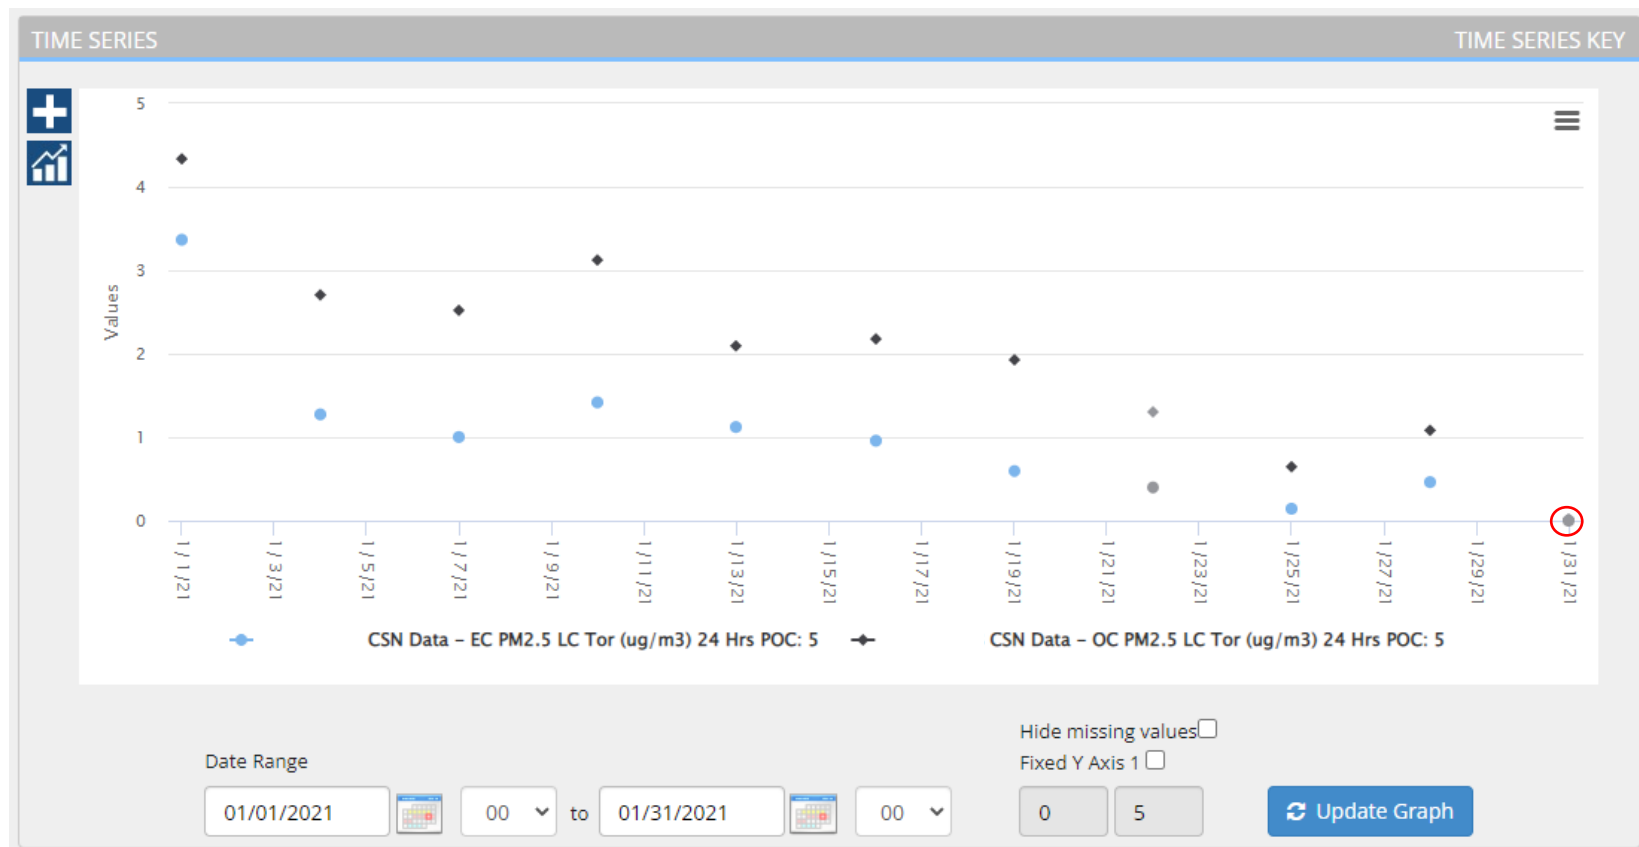 TIME SERIES
TIME SERIES KEY
5
4
3
2
1
0
Values
1/ 1/21
1/ 3/21
1/ 5/21
1/ 7/21
1/ 9/21
1/11/21
1/13/21
1/15/21
1/17/21
1/19/21
1/21/21
1/23/21
1/25/21
1/27/21
1/29/21
1/31/21
CSN Data – EC PM2.5 LC Tor (ug/m3) 24 Hrs POC: 5
CSN Data – OC PM2.5 LC Tor (ug/m3) 24 Hrs POC: 5
Hide missing values
Date Range
Fixed Y Axis 1
01/01/2021 00 to 01/31/2021 00 0 5 Update Graph